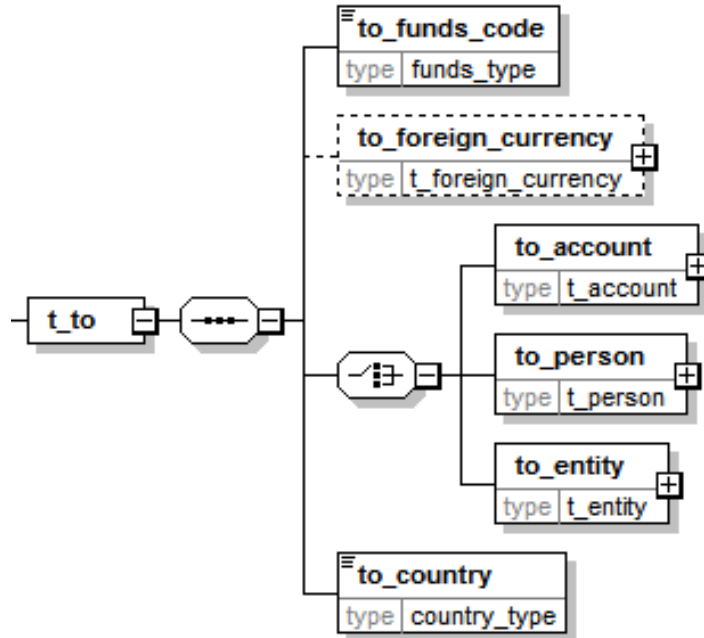 to_funds_code
type funds_type
to_foreign_currency
type t_foreign_currency
to_account
type t_account
t_to
to_person
type t_person
to_entity
type t_entity
to_country
type country_type